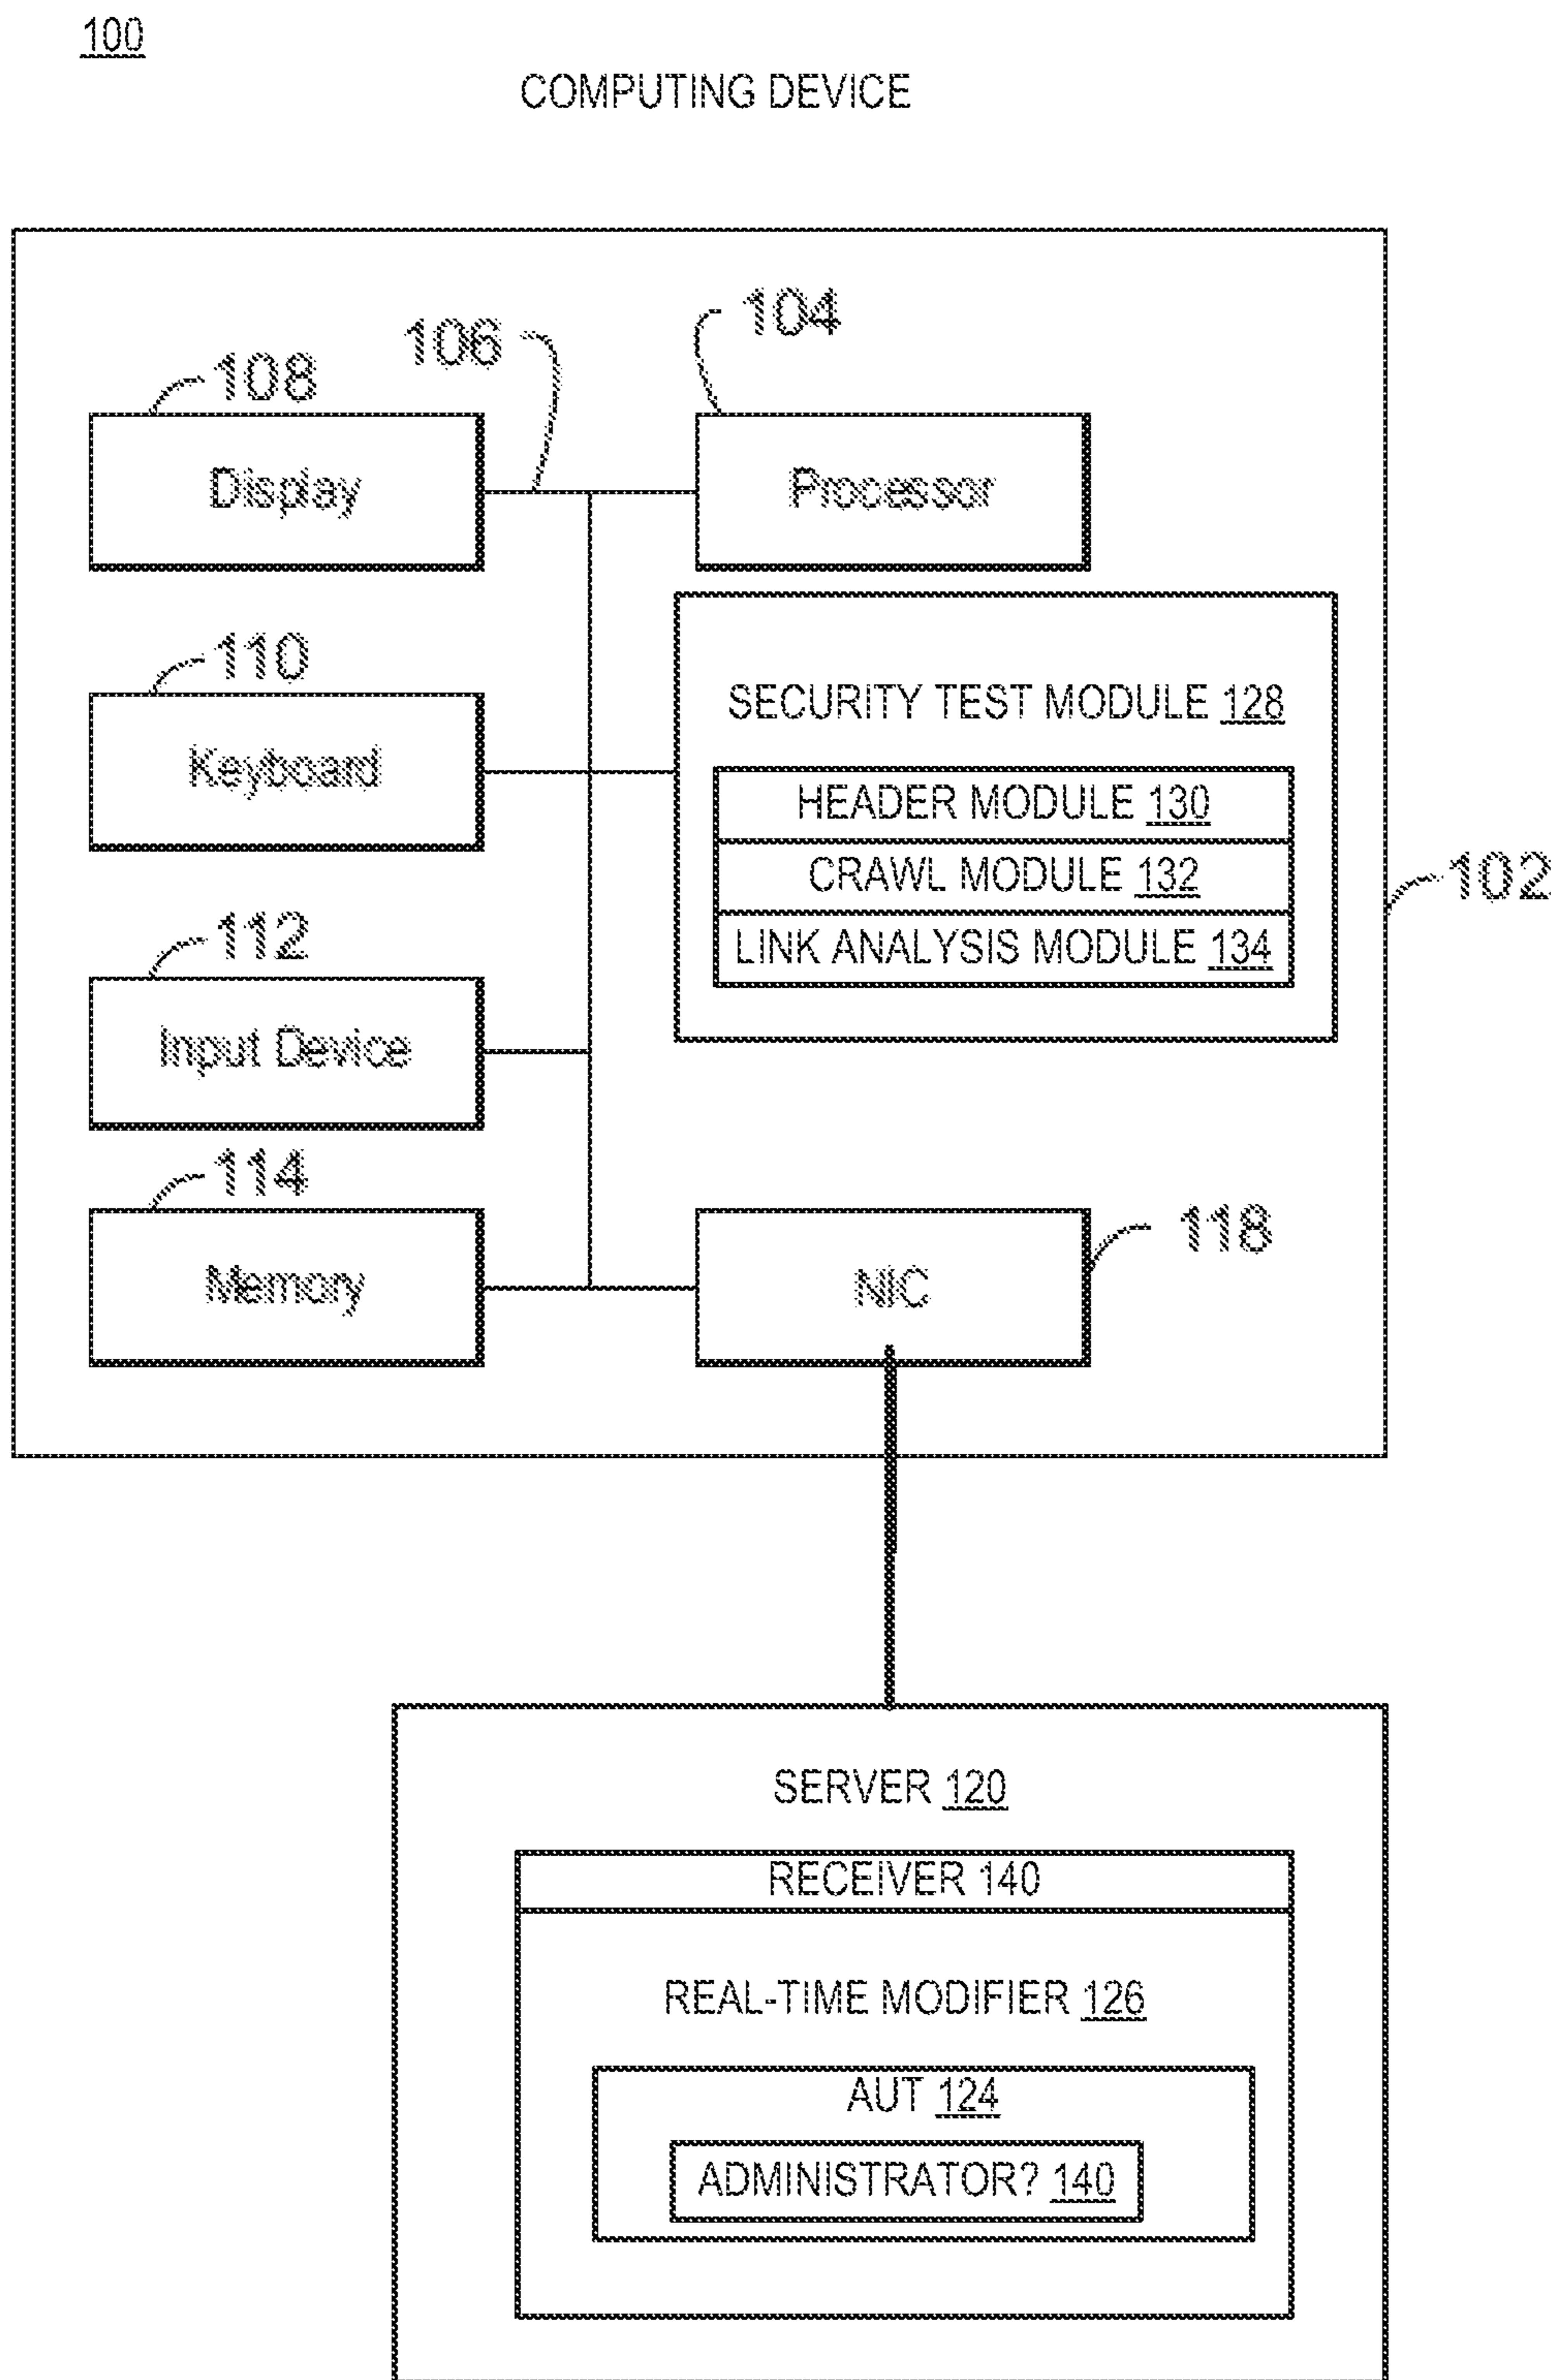 100
COMPUTING DEVICE
104
106
108
Display
Processor
110
SECURITY TEST MODULE 128
Keyboard
HEADER MODULE 130
CRAWL MODULE 132
102
112
LINK ANALYSIS MODULE 134
Input Device
114
118
Memory
NIC
SERVER 120
RECEIVER 140
REAL-TIME MODIFIER 126
AUT 124
ADMINISTRATOR? 140